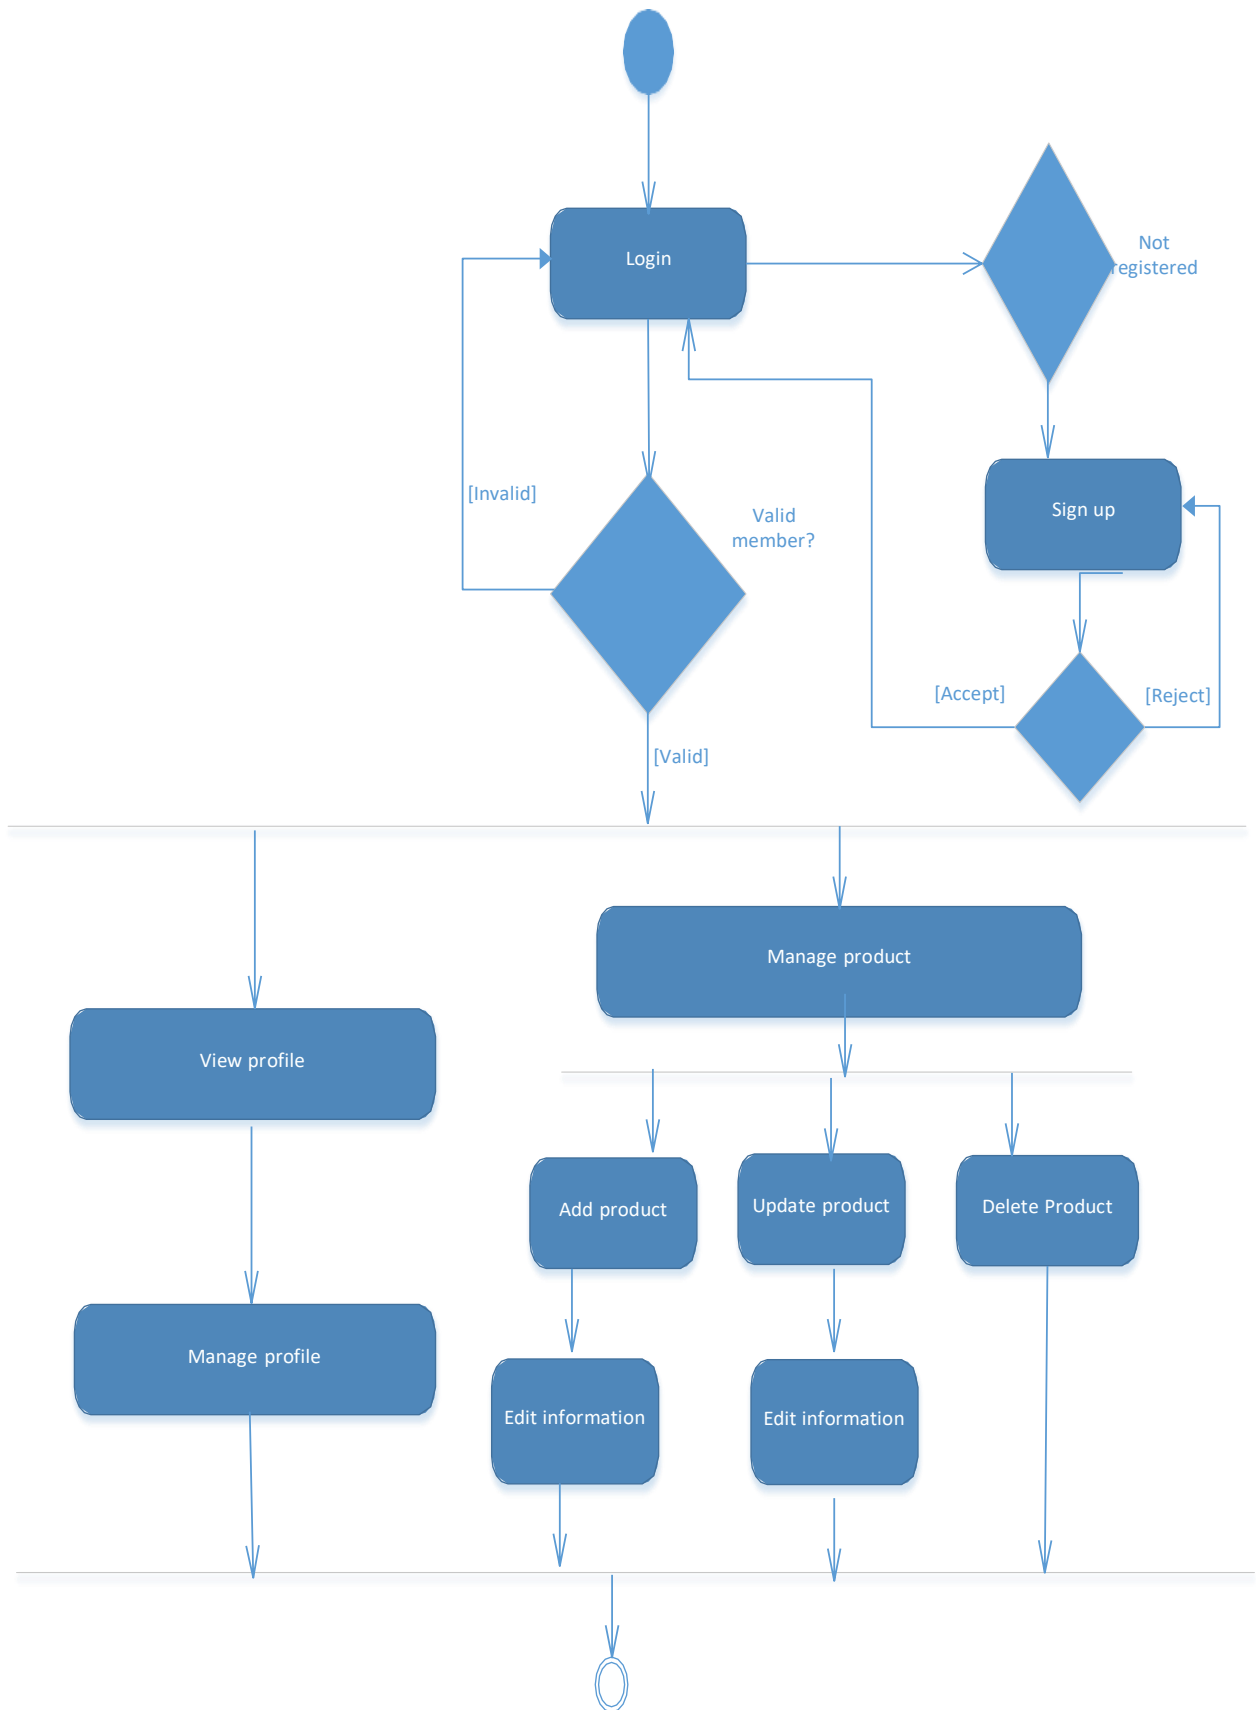 Login
Not
registered
[Invalid]
Valid
member?
Sign up
[Accept]
[Reject]
[Valid]
Manage product
View profile
Add product
Update product
Delete Product
Manage profile
Edit information
Edit information